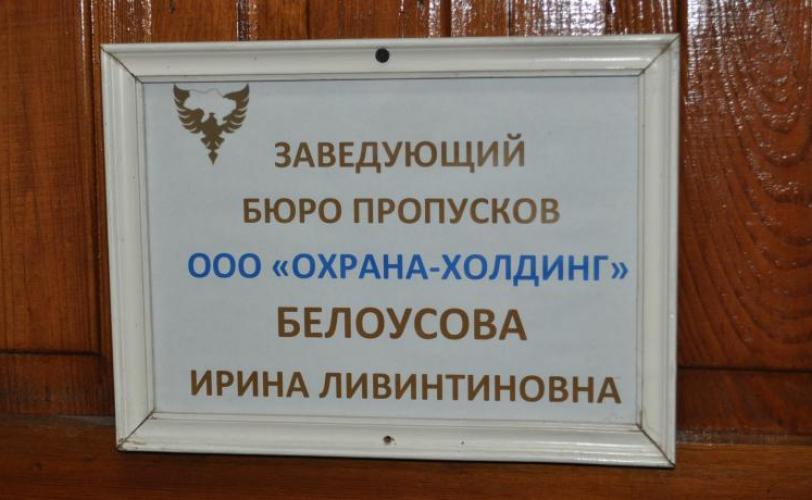 ЗАВЕДУЮЩИЙ
БЮРО ПРОПУСКОВ
ООО «ОХРАНА-ХОЛДИНГ»
БЕЛОУСОВА
ИРИНА ЛИВИНТИНОВНА